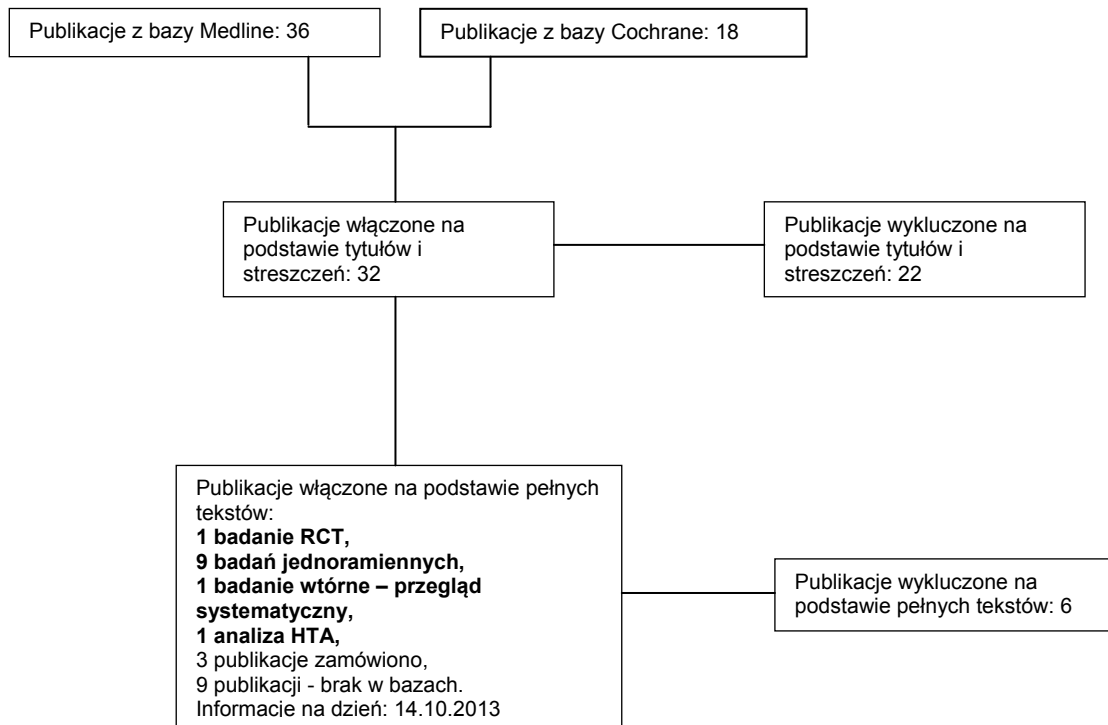 Publikacje z bazy Medline: 36
Publikacje z bazy Cochrane: 18
Publikacje włączone na
podstawie tytułów i
streszczeń: 32
Publikacje wykluczone na
podstawie tytułów i
streszczeń: 22
Publikacje włączone na podstawie pełnych
tekstów:
1 badanie RCT,
9 badań jednoramiennych,
1 badanie wtórne – przegląd
systematyczny,
1 analiza HTA,
3 publikacje zamówiono,
9 publikacji - brak w bazach.
Informacje na dzień: 14.10.2013
Publikacje wykluczone na
podstawie pełnych tekstów: 6